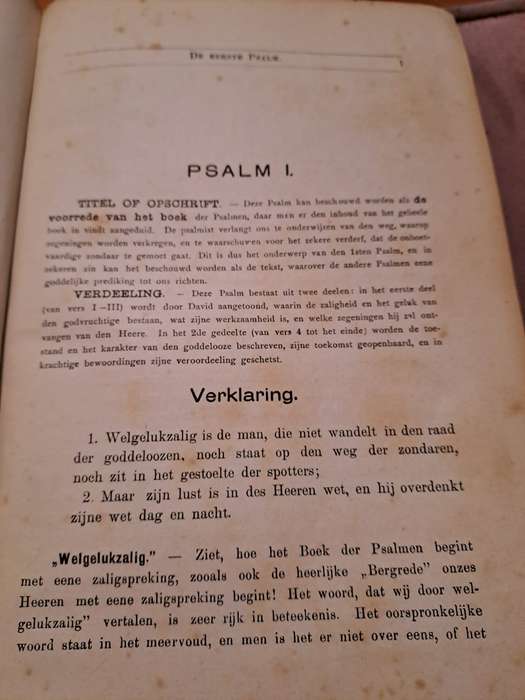 De eerste Psalm.
1
PSALM I.
TITEL OF OPSCHRIFT. — Deze Psalm kan beschouwd worden als de
voorrede van het boek der Psalmen, daar men er den inhoud van het geheele
boek in vindt aangeduid. De psalmist verlangt ons te onderwijzen van den weg, waarop
zegeningen worden verkregen, en te waarschuwen voor het zekere verderf, dat de onboet-
vaardige zondaar te gemoet gaat. Dit is dus het onderwerp van den 1sten Psalm, en in
zekeren zin kan het beschouwd worden als de tekst, waarover de andere Psalmen eene
goddelijke prediking tot ons richten.
VERDEELING. — Deze Psalm bestaat uit twee deelen: in het eerste deel
(van vers I—III) wordt door David aangetoond, waarin de zaligheid en het geluk van
den godvruchtige bestaan, wat zijne werkzaamheid is, en welke zegeningen hij zal ont-
vangen van den Heere. In het 2de gedeelte (van vers 4 tot het einde) worden de toe-
stand en het karakter van den goddelooze beschreven, zijne toekomst geopenbaard, en in
krachtige bewoordingen zijne veroordeeling geschetst.
Verklaring.
1. Welgelukzalig is de man, die niet wandelt in den raad
der goddeloozen, noch staat op den weg der zondaren,
noch zit in het gestoelte der spotters;
2. Maar zijn lust is in des Heeren wet, en hij overdenkt
zijne wet dag en nacht.
„Welgelukzalig.” — Ziet, hoe het Boek der Psalmen begint
met eene zaligspreking, zooals ook de heerlijke „Bergrede” onzes
Heeren met eene zaligspreking begint! Het woord, dat wij door „wel-
gelukzalig” vertalen, is zeer rijk in beteekenis. Het oorspronkelijke
woord staat in het meervoud, en men is het er niet over eens, of het